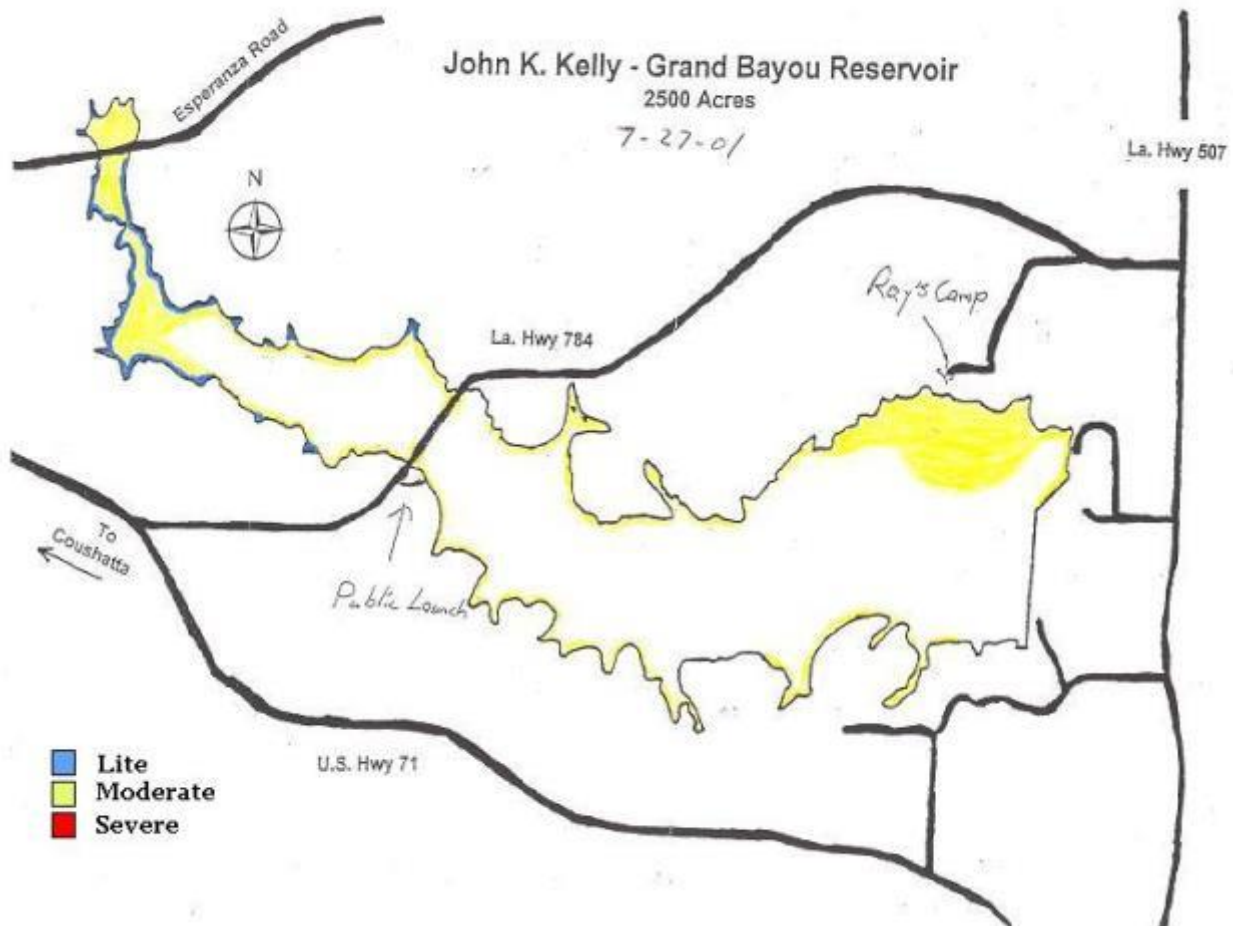 John K. Kelly - Grand Bayou Reservoir
2500 Acres
7-27-01
Esperanza Road
La. Hwy 507
N
Ray's Camp
La. Hwy 784
To
Coushatta
Public Launch
U.S. Hwy 71
Lite
Moderate
Severe